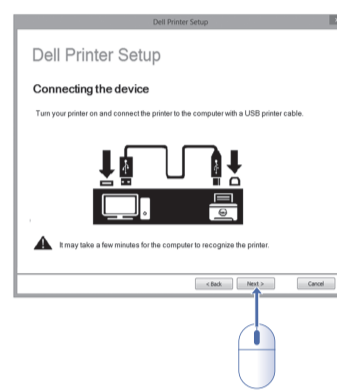 Dell Printer Setup
Dell Printer Setup
Connecting the device
Turn your printer on and connect the printer to the computer with a USB printer cable.
It may take a few minutes for the computer to recognize the printer.
< Back
Next >
Cancel